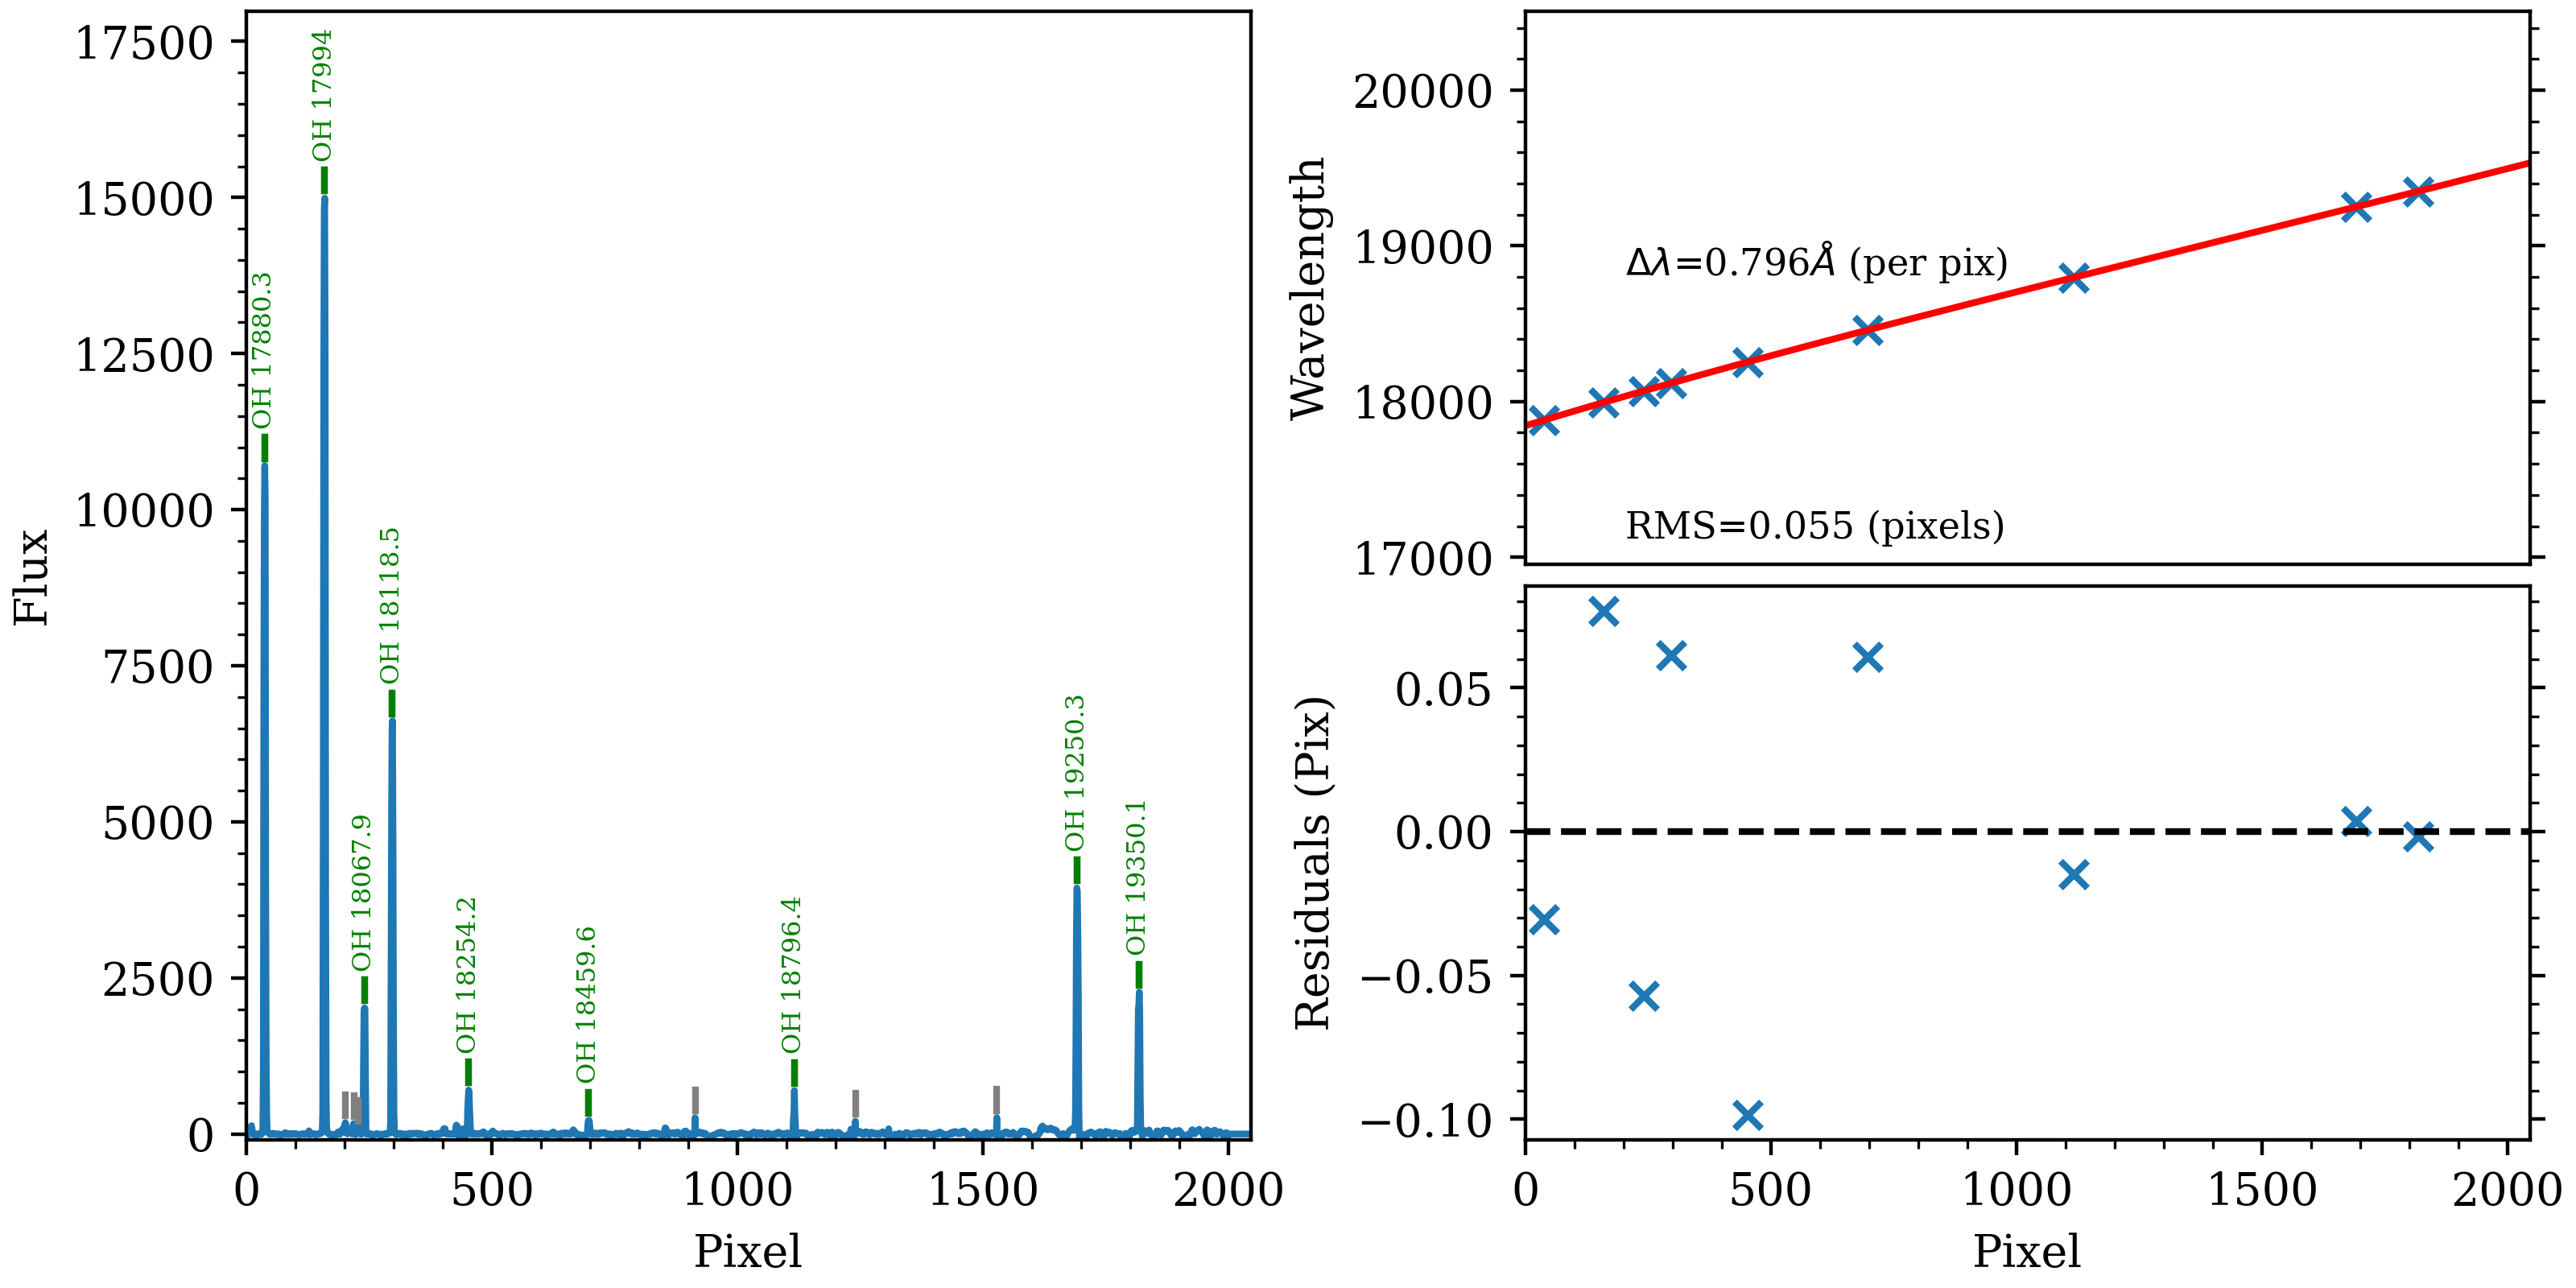 Flux
17500
15000
12500
10000
7500
5000
2500
0
OH 17880.3
OH 17994
OH 18067.9
OH 18118.5
OH 18254.2
OH 18459.6
OH 18796.4
OH 19250.3
OH 19350.1
0 500 1000 1500 2000
Pixel
Wavelength
20000
19000
18000
17000
Δλ=0.796Å (per pix)
RMS=0.055 (pixels)
Residuals (Pix)
0.05
0.00
−0.05
−0.10
0 500 1000 1500 2000
Pixel